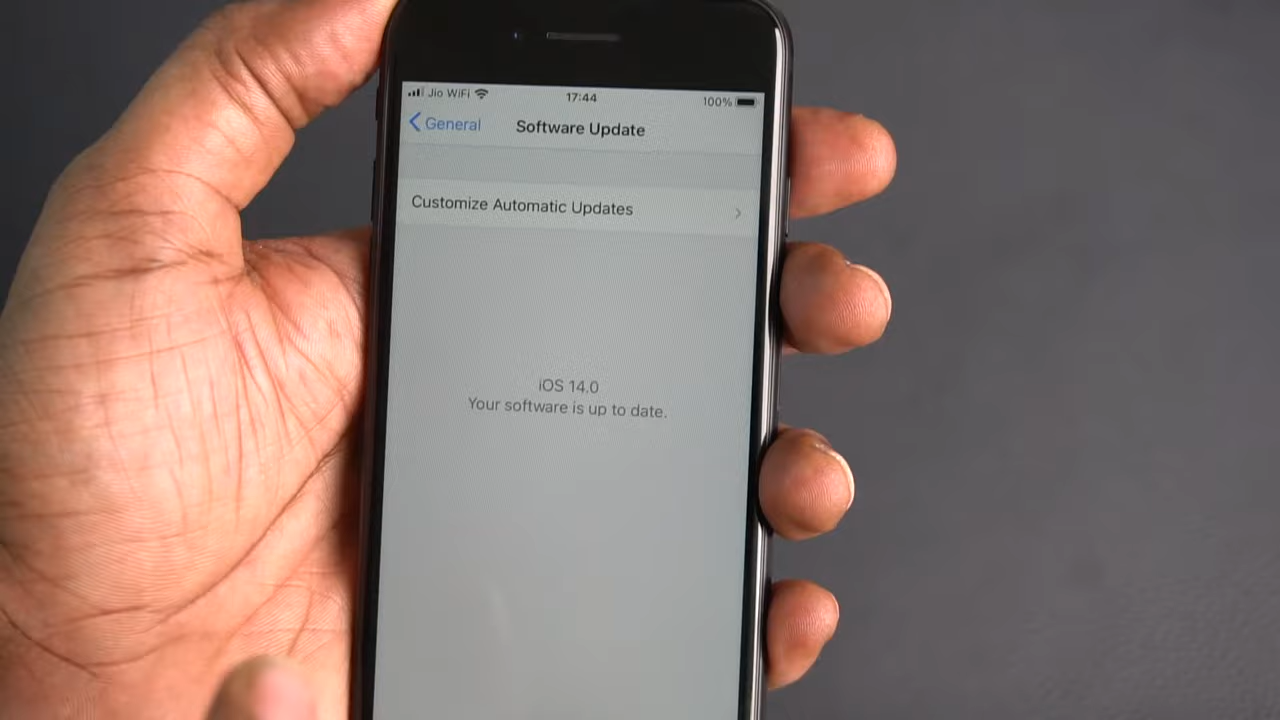 Jio WiFi
17:44
100%
General
Software Update
Customize Automatic Updates
iOS 14.0
Your software is up to date.